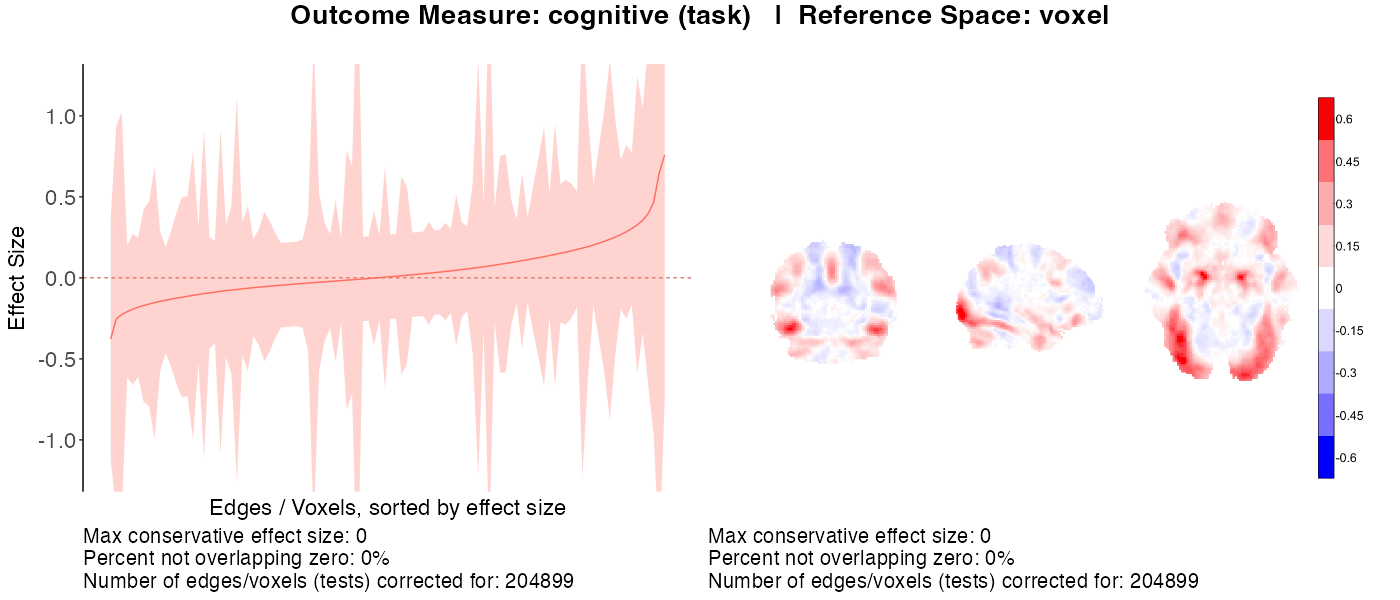 Outcome Measure: cognitive (task) | Reference Space: voxel
1.0
0.5
0.0
-0.5
-1.0
Effect Size
Edges / Voxels, sorted by effect size
Max conservative effect size: 0
Percent not overlapping zero: 0%
Number of edges/voxels (tests) corrected for: 204899
0.6
0.45
0.3
0.15
0
-0.15
-0.3
-0.45
-0.6
Max conservative effect size: 0
Percent not overlapping zero: 0%
Number of edges/voxels (tests) corrected for: 204899